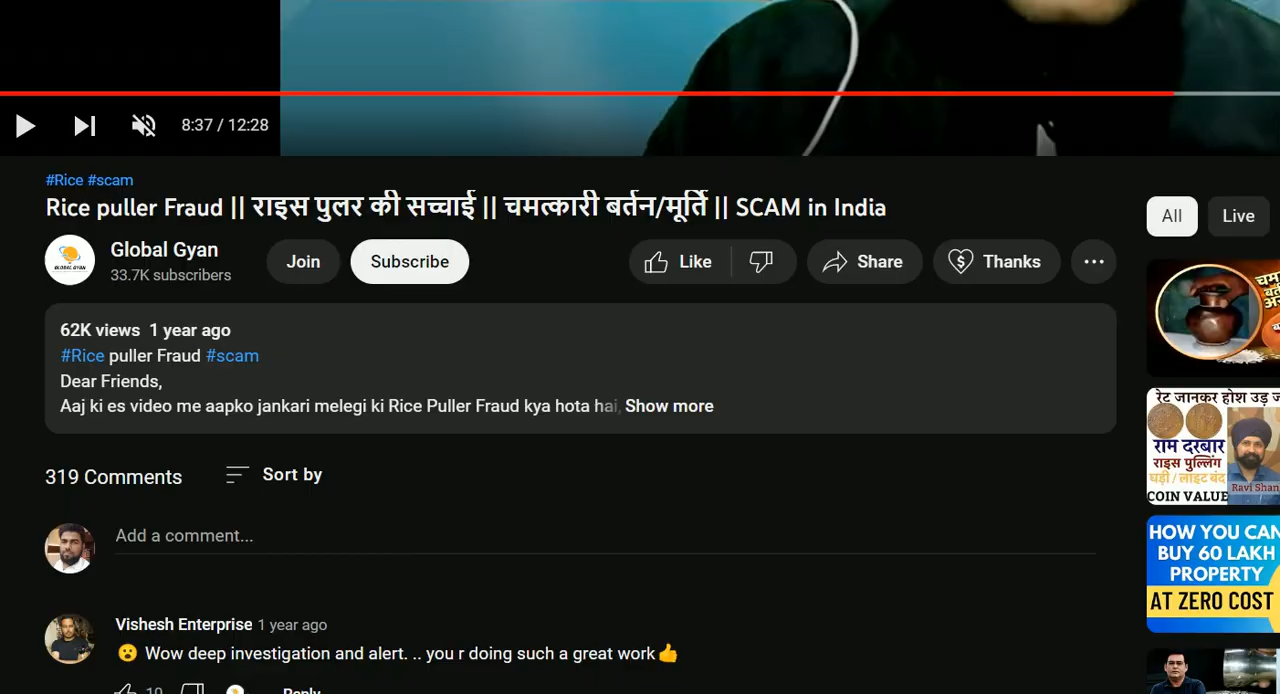 8:37 / 12:28
#Rice #scam
Rice puller Fraud || राइस पुलर की सच्चाई || चमत्कारी बर्तन/मूर्ति || SCAM in India
Global Gyan
33.7K subscribers
Join
Subscribe
Like
Share
Thanks
62K views 1 year ago
#Rice puller Fraud #scam
Dear Friends,
Aaj ki es video me aapko jankari melegi ki Rice Puller Fraud kya hota hai, Show more
319 Comments
Sort by
Add a comment...
Vishesh Enterprise 1 year ago
😮 Wow deep investigation and alert. .. you r doing such a great work👍
10
Reply
All
Live
रेट जानकर होश उड़
राम दरबार
राइस पुल्लिंग
घड़ी / लाइट बंद
Ravi Shan
COIN VALUE
HOW YOU CAN
BUY 60 LAKH
PROPERTY
AT ZERO COST